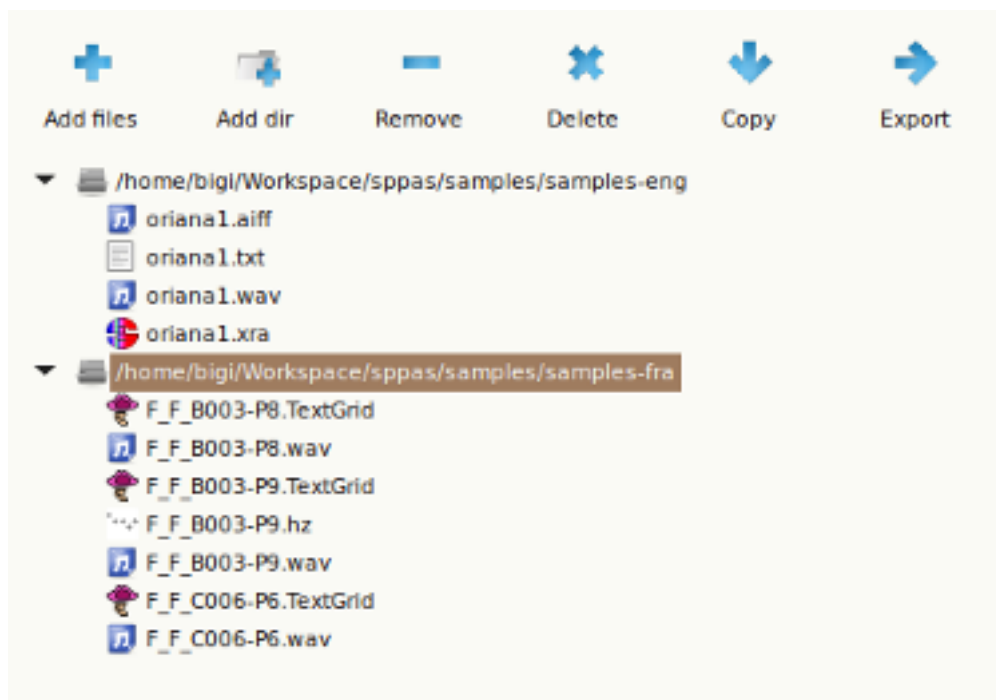 Add files Add dir Remove Delete Copy Export
/home/bigi/Workspace/sppas/samples/samples-eng
oriana1.aiff
oriana1.txt
oriana1.wav
oriana1.xra
/home/bigi/Workspace/sppas/samples/samples-fra
F_F_B003-P8.TextGrid
F_F_B003-P8.wav
F_F_B003-P9.TextGrid
F_F_B003-P9.hz
F_F_B003-P9.wav
F_F_C006-P6.TextGrid
F_F_C006-P6.wav